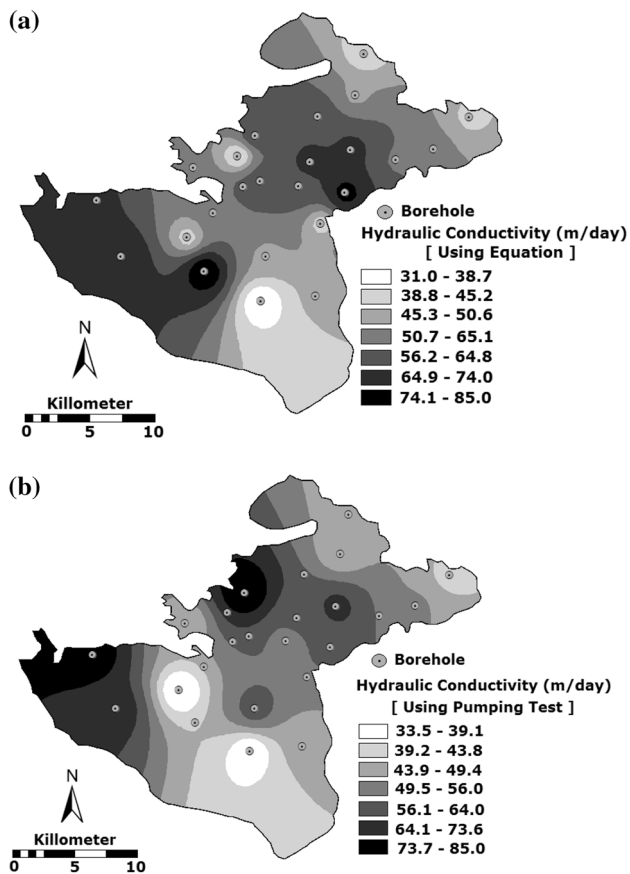 (a)
Borehole
Hydraulic Conductivity (m/day)
[ Using Equation ]
31.0 - 38.7
38.8 - 45.2
45.3 - 50.6
50.7 - 65.1
56.2 - 64.8
64.9 - 74.0
74.1 - 85.0
N
Killometer
0 5 10
(b)
Borehole
Hydraulic Conductivity (m/day)
[ Using Pumping Test ]
33.5 - 39.1
39.2 - 43.8
43.9 - 49.4
49.5 - 56.0
56.1 - 64.0
64.1 - 73.6
73.7 - 85.0
N
Killometer
0 5 10